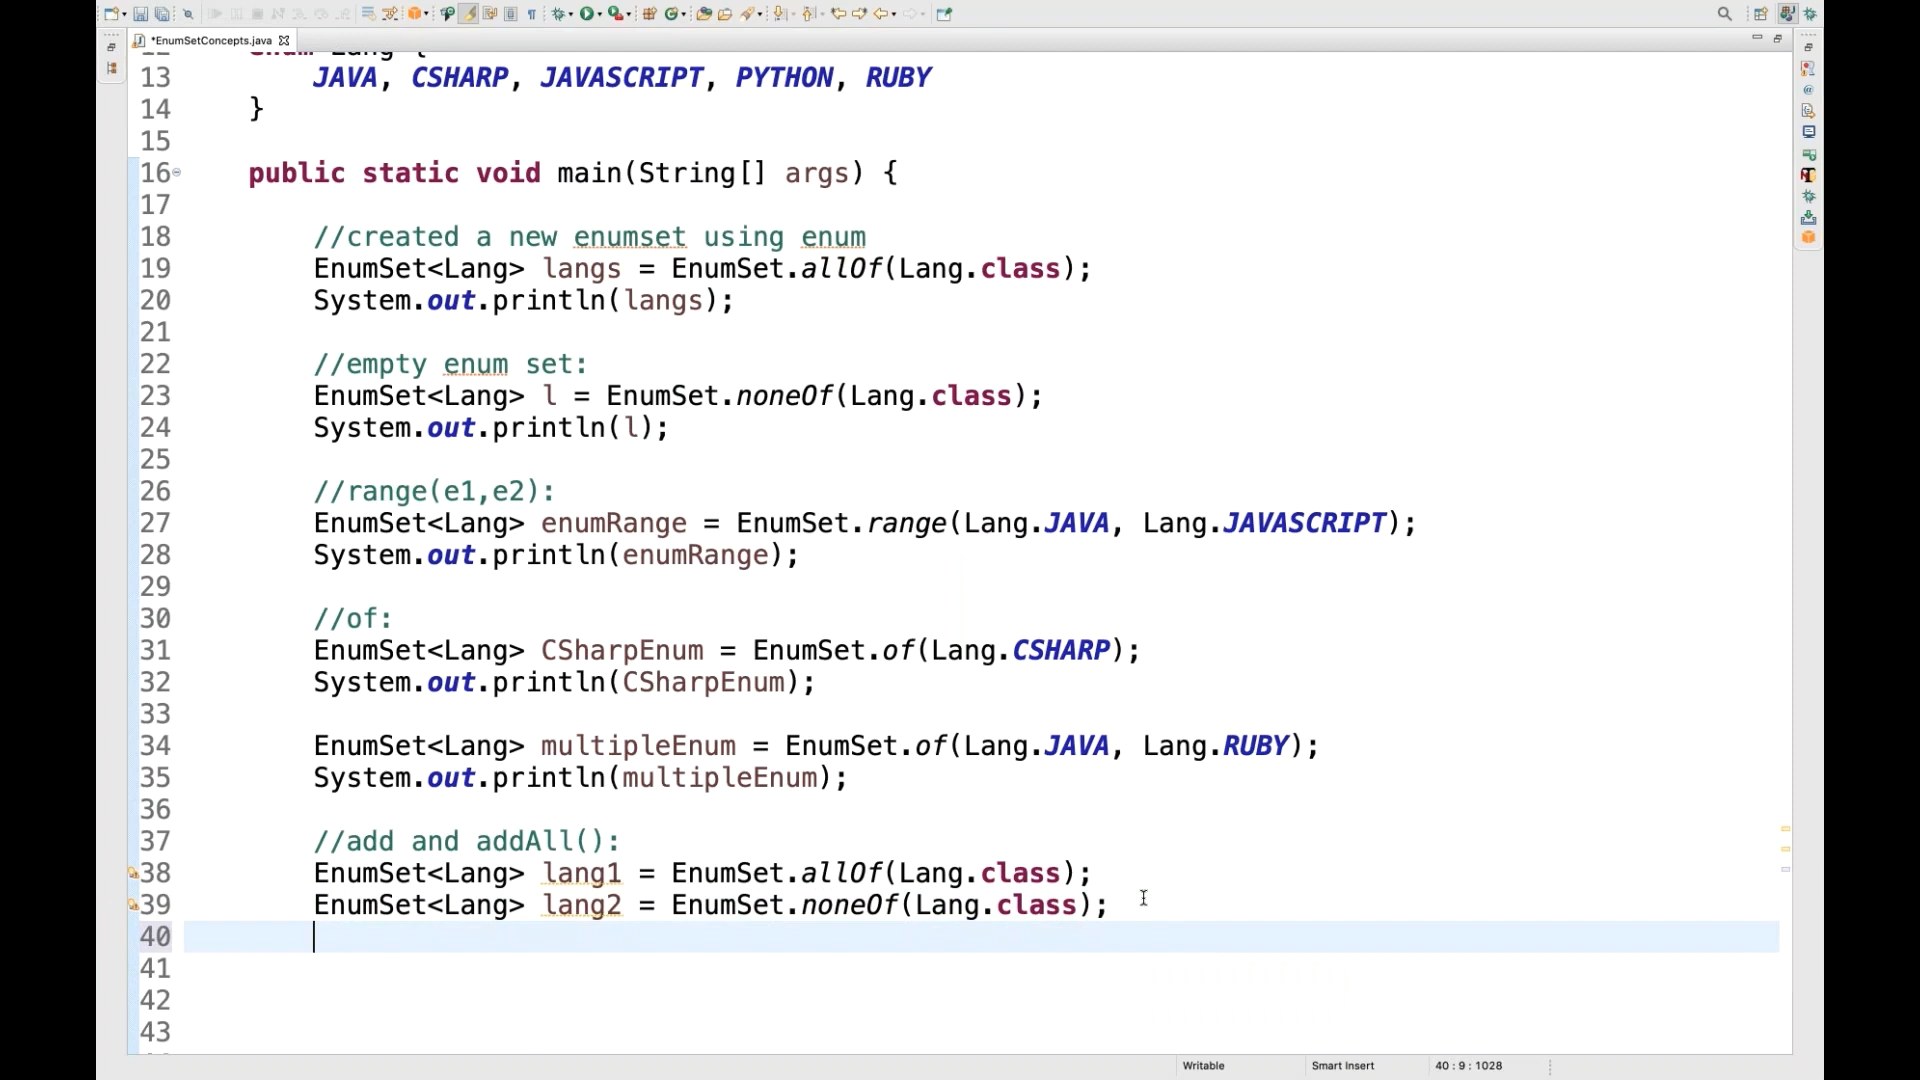 *EnumSetConcepts.java
enum Lang {
13 JAVA, CSHARP, JAVASCRIPT, PYTHON, RUBY
14 }
15
16 public static void main(String[] args) {
17
18 //created a new enumset using enum
19 EnumSet<Lang> langs = EnumSet.allOf(Lang.class);
20 System.out.println(langs);
21
22 //empty enum set:
23 EnumSet<Lang> l = EnumSet.noneOf(Lang.class);
24 System.out.println(l);
25
26 //range(e1,e2):
27 EnumSet<Lang> enumRange = EnumSet.range(Lang.JAVA, Lang.JAVASCRIPT);
28 System.out.println(enumRange);
29
30 //of:
31 EnumSet<Lang> CSharpEnum = EnumSet.of(Lang.CSHARP);
32 System.out.println(CSharpEnum);
33
34 EnumSet<Lang> multipleEnum = EnumSet.of(Lang.JAVA, Lang.RUBY);
35 System.out.println(multipleEnum);
36
37 //add and addAll():
38 EnumSet<Lang> lang1 = EnumSet.allOf(Lang.class);
39 EnumSet<Lang> lang2 = EnumSet.noneOf(Lang.class);
40
41
42
43
Writable Smart Insert 40 : 9 : 1028